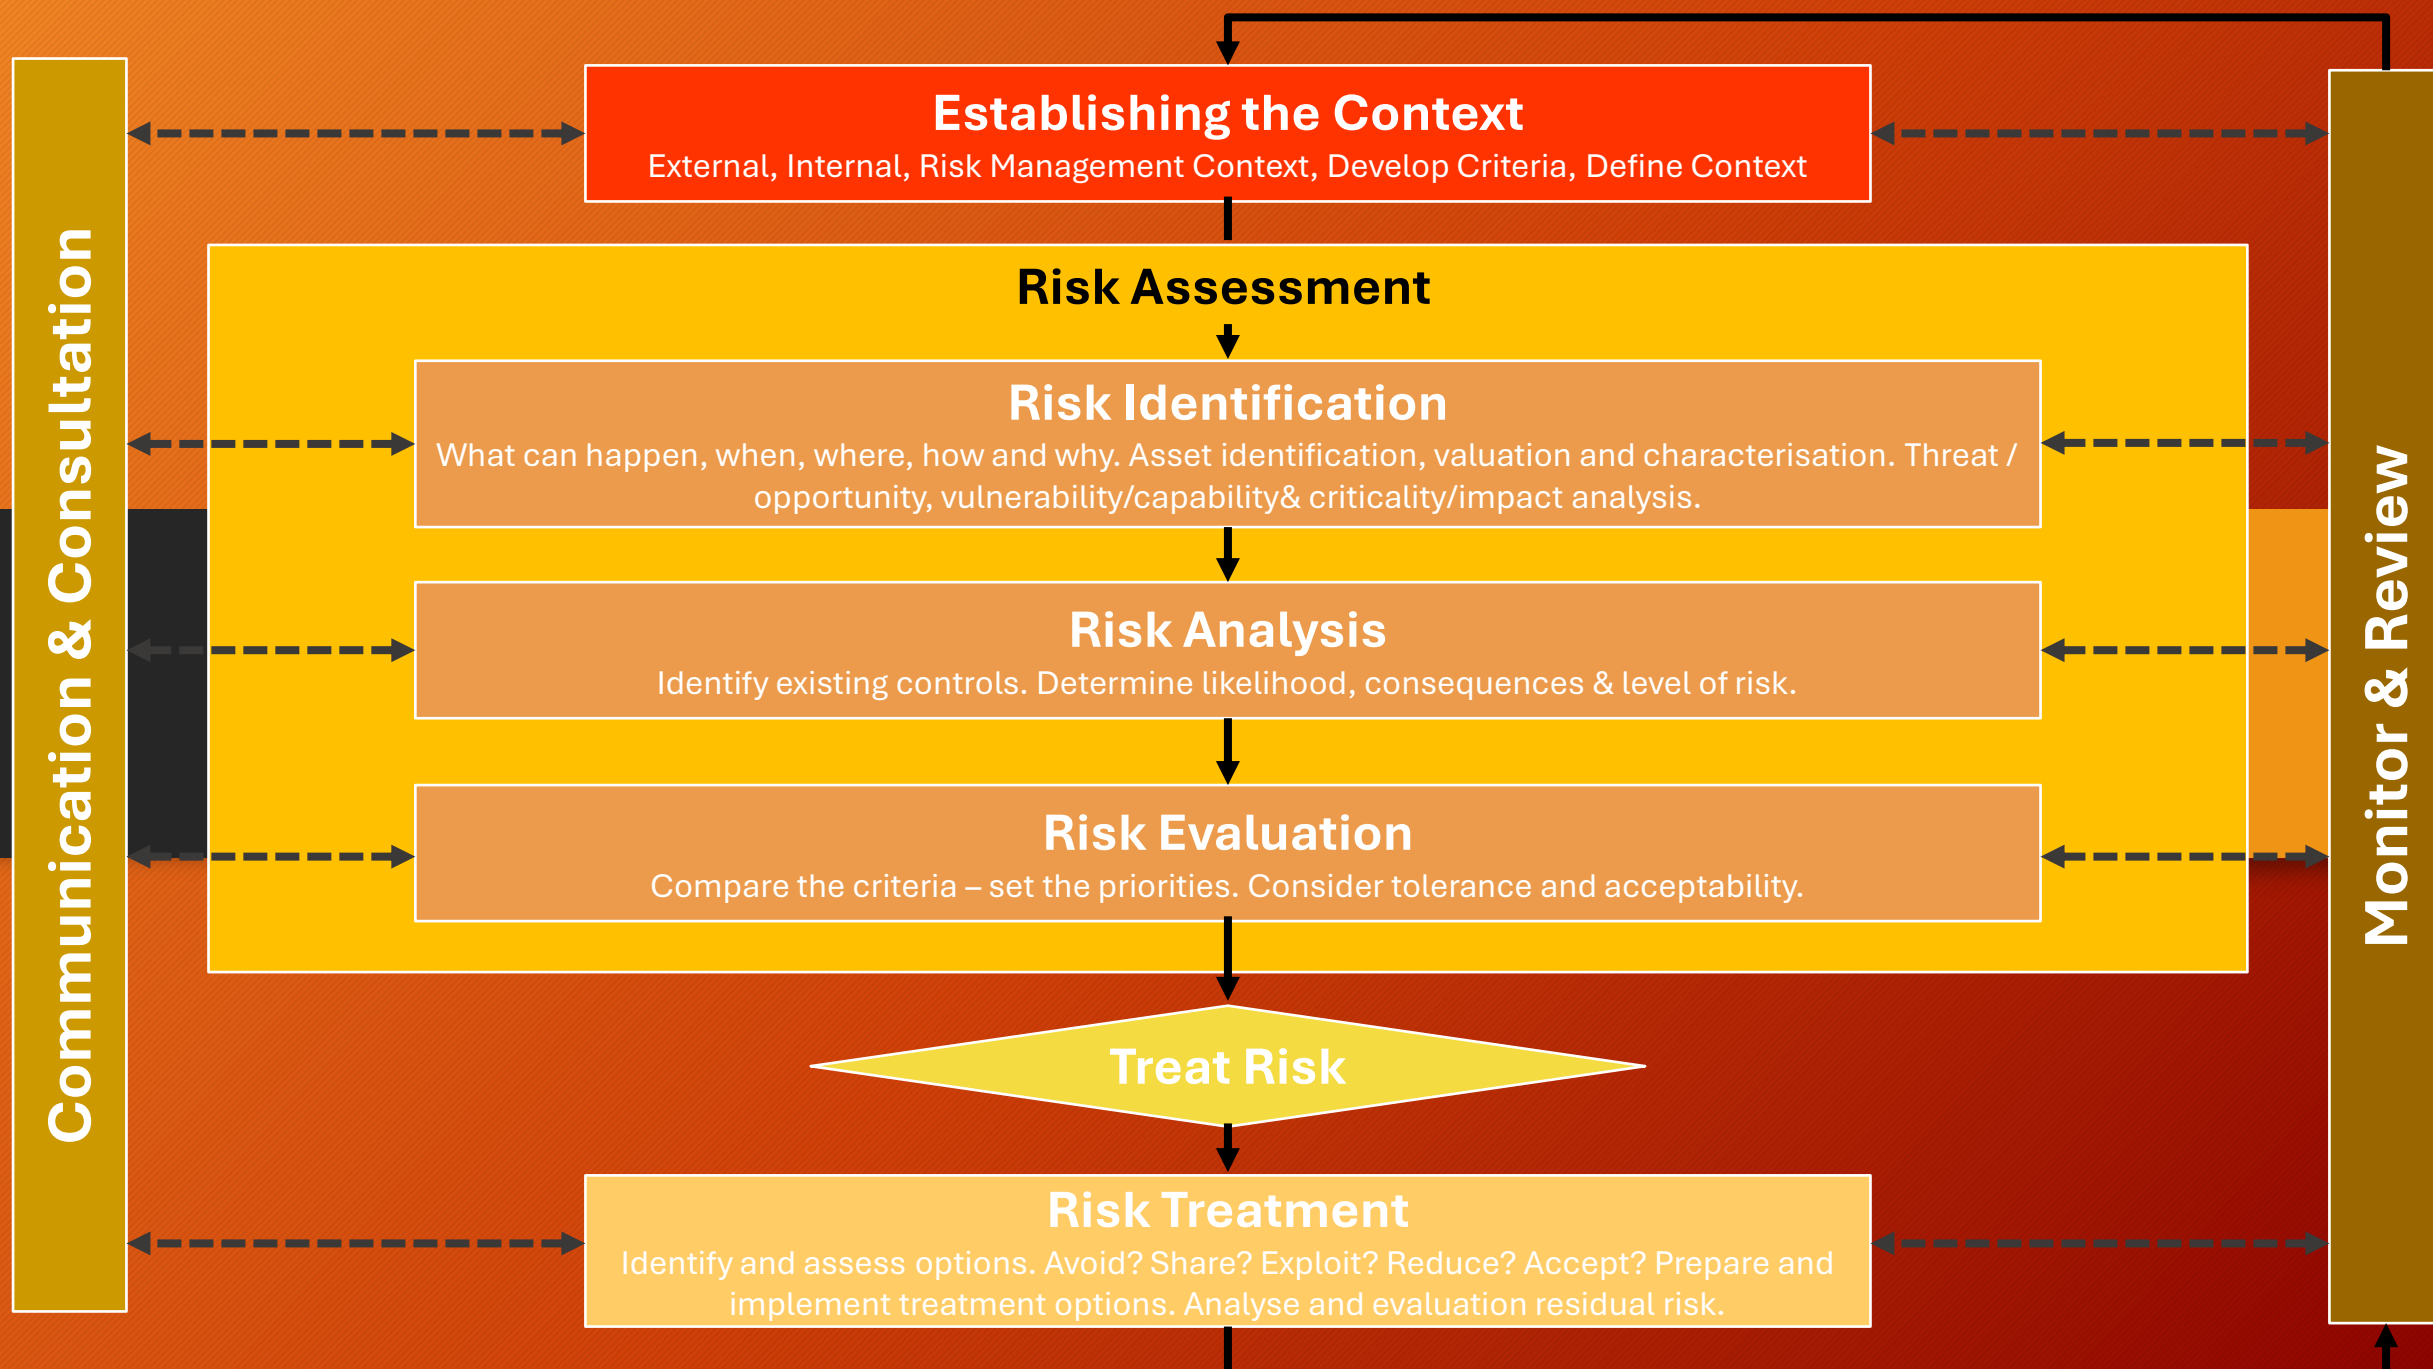 Communication & Consultation
Establishing the Context
External, Internal, Risk Management Context, Develop Criteria, Define Context
Risk Assessment
Risk Identification
What can happen, when, where, how and why. Asset identification, valuation and characterisation. Threat /
opportunity, vulnerability/capability& criticality/impact analysis.
Risk Analysis
Identify existing controls. Determine likelihood, consequences & level of risk.
Risk Evaluation
Compare the criteria – set the priorities. Consider tolerance and acceptability.
Treat Risk
Risk Treatment
Identify and assess options. Avoid? Share? Exploit? Reduce? Accept? Prepare and
implement treatment options. Analyse and evaluation residual risk.
Monitor & Review